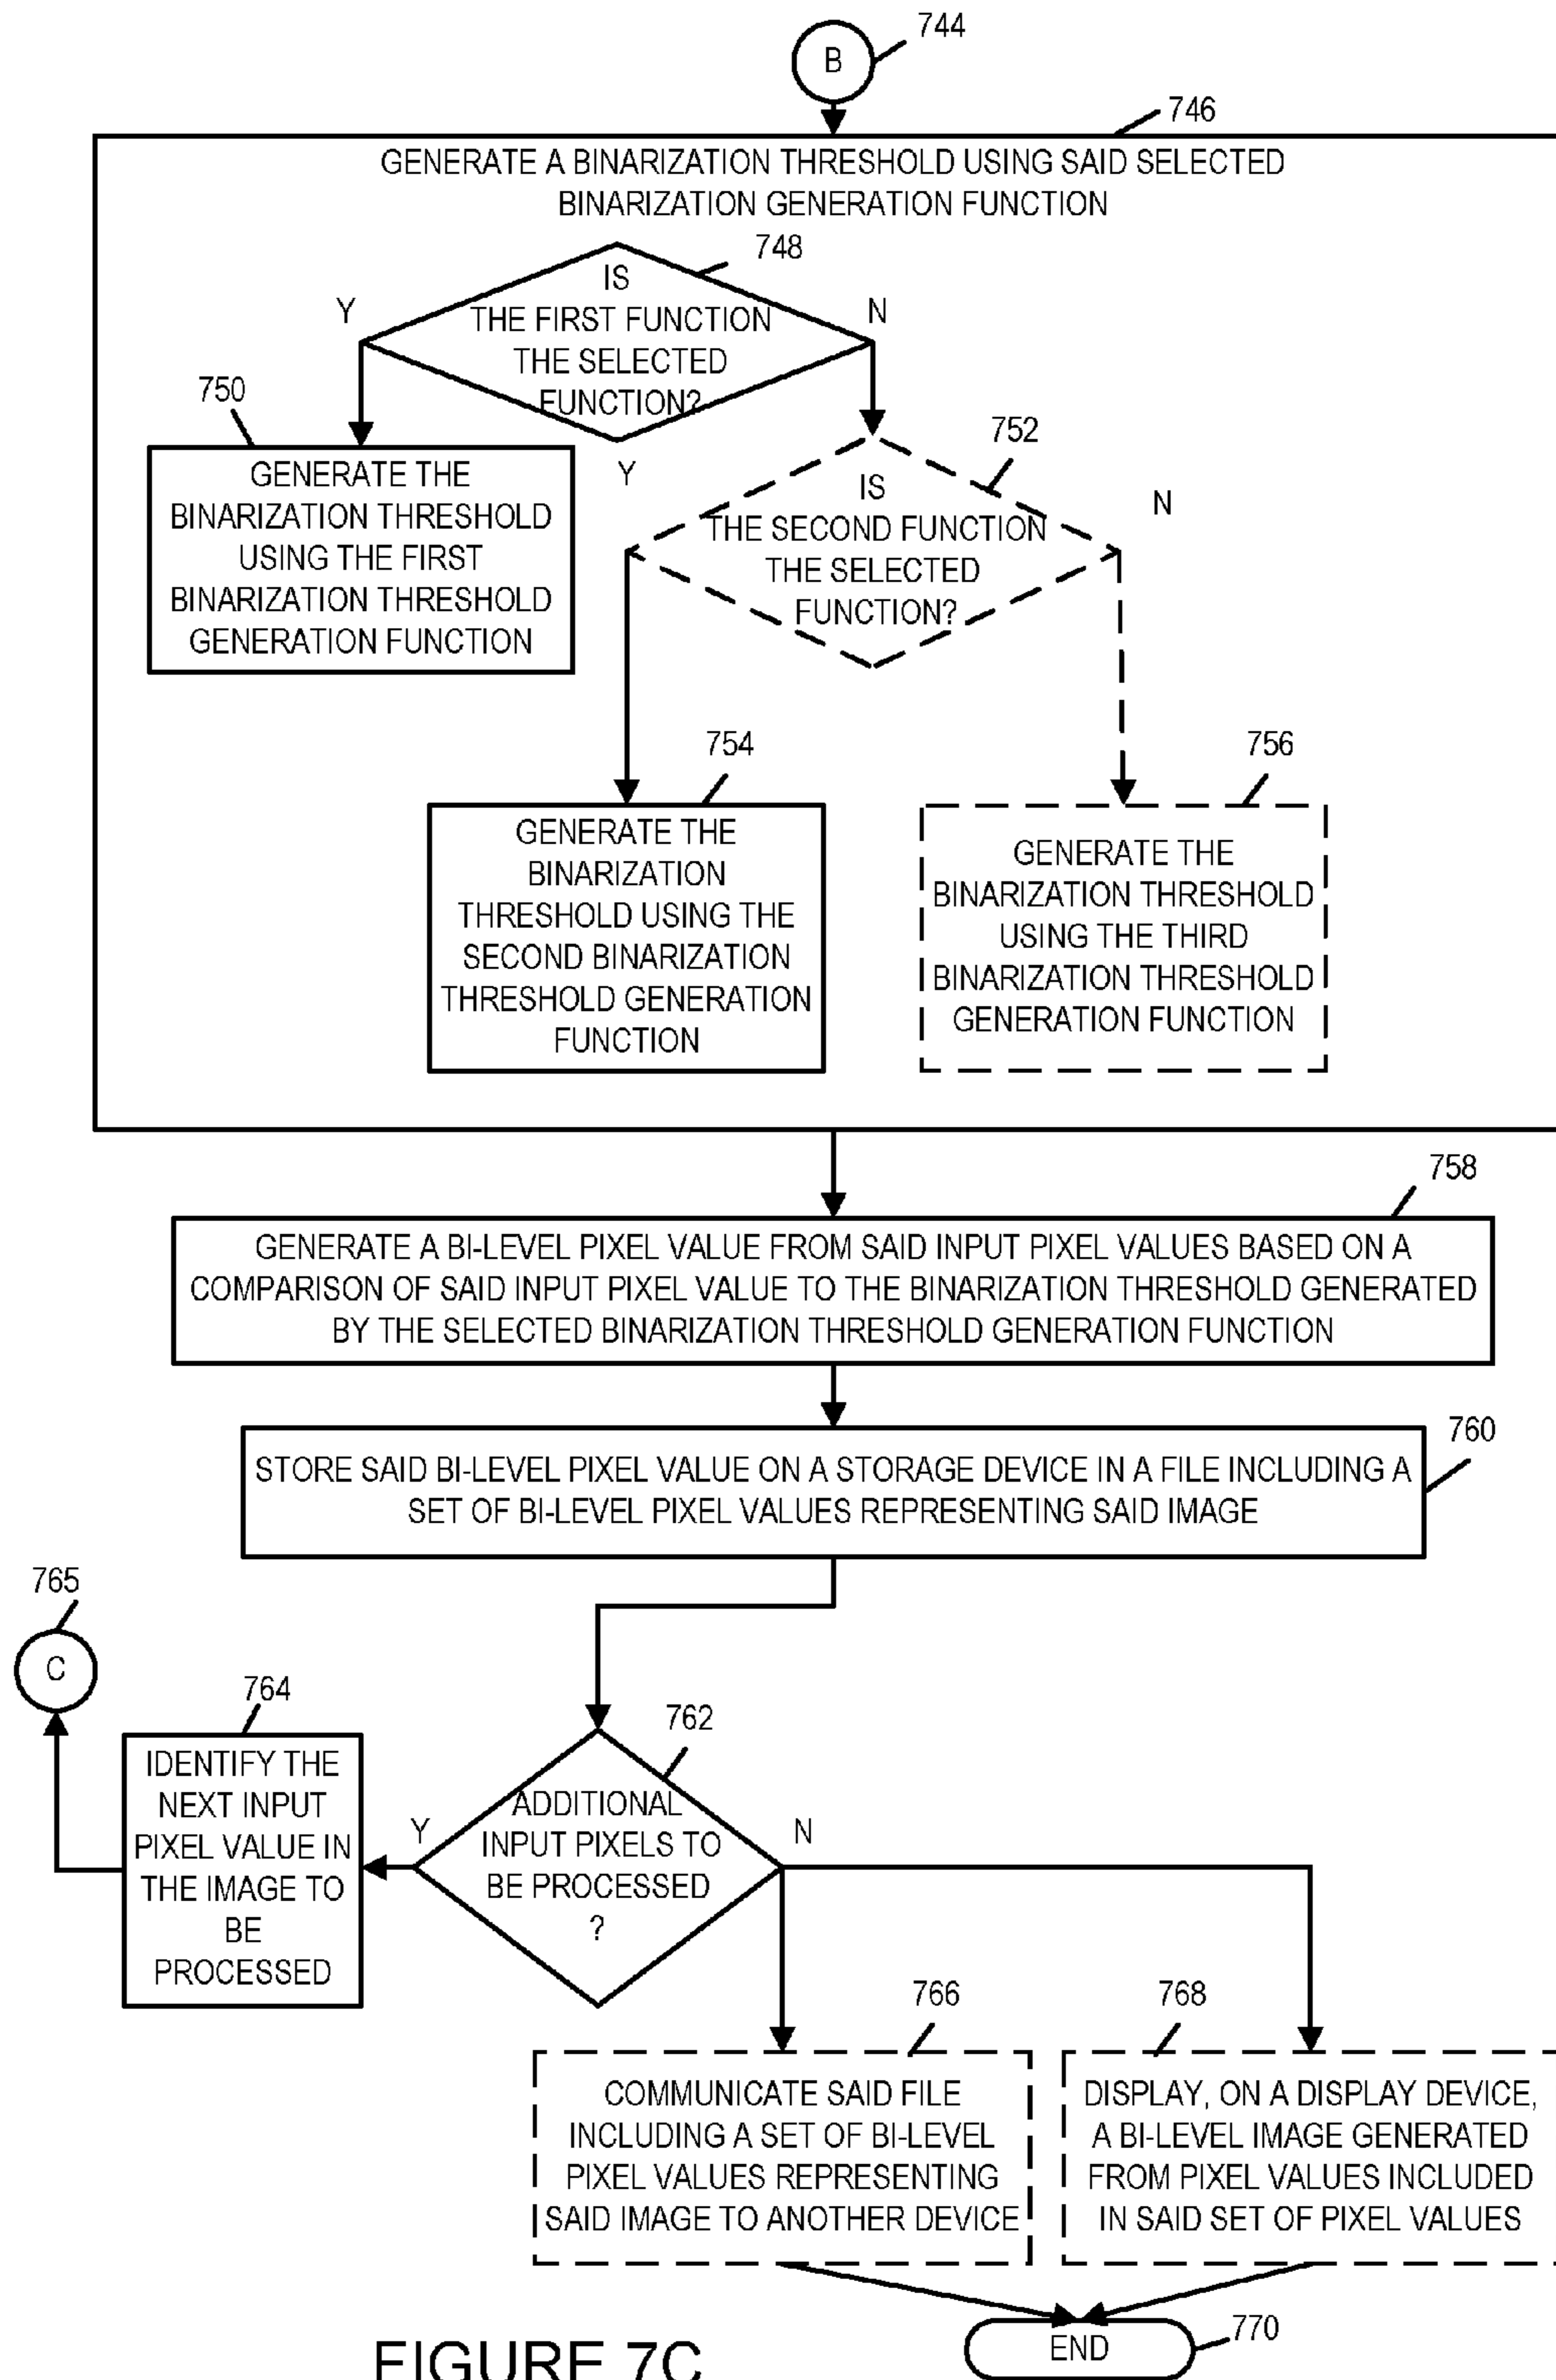 B
744
746
GENERATE A BINARIZATION THRESHOLD USING SAID SELECTED
BINARIZATION GENERATION FUNCTION
748
IS
THE FIRST FUNCTION
THE SELECTED
FUNCTION?
Y
N
750
GENERATE THE
BINARIZATION THRESHOLD
USING THE FIRST
BINARIZATION THRESHOLD
GENERATION FUNCTION
752
IS
THE SECOND FUNCTION
THE SELECTED
FUNCTION?
Y
N
754
GENERATE THE
BINARIZATION
THRESHOLD USING THE
SECOND BINARIZATION
THRESHOLD GENERATION
FUNCTION
756
GENERATE THE
BINARIZATION THRESHOLD
USING THE THIRD
BINARIZATION THRESHOLD
GENERATION FUNCTION
758
GENERATE A BI-LEVEL PIXEL VALUE FROM SAID INPUT PIXEL VALUES BASED ON A
COMPARISON OF SAID INPUT PIXEL VALUE TO THE BINARIZATION THRESHOLD GENERATED
BY THE SELECTED BINARIZATION THRESHOLD GENERATION FUNCTION
760
STORE SAID BI-LEVEL PIXEL VALUE ON A STORAGE DEVICE IN A FILE INCLUDING A
SET OF BI-LEVEL PIXEL VALUES REPRESENTING SAID IMAGE
765
C
764
IDENTIFY THE
NEXT INPUT
PIXEL VALUE IN
THE IMAGE TO
BE
PROCESSED
762
ADDITIONAL
INPUT PIXELS TO
BE PROCESSED
?
Y
N
766
COMMUNICATE SAID FILE
INCLUDING A SET OF BI-LEVEL
PIXEL VALUES REPRESENTING
SAID IMAGE TO ANOTHER DEVICE
768
DISPLAY, ON A DISPLAY DEVICE,
A BI-LEVEL IMAGE GENERATED
FROM PIXEL VALUES INCLUDED
IN SAID SET OF PIXEL VALUES
END
770
FIGURE 7C